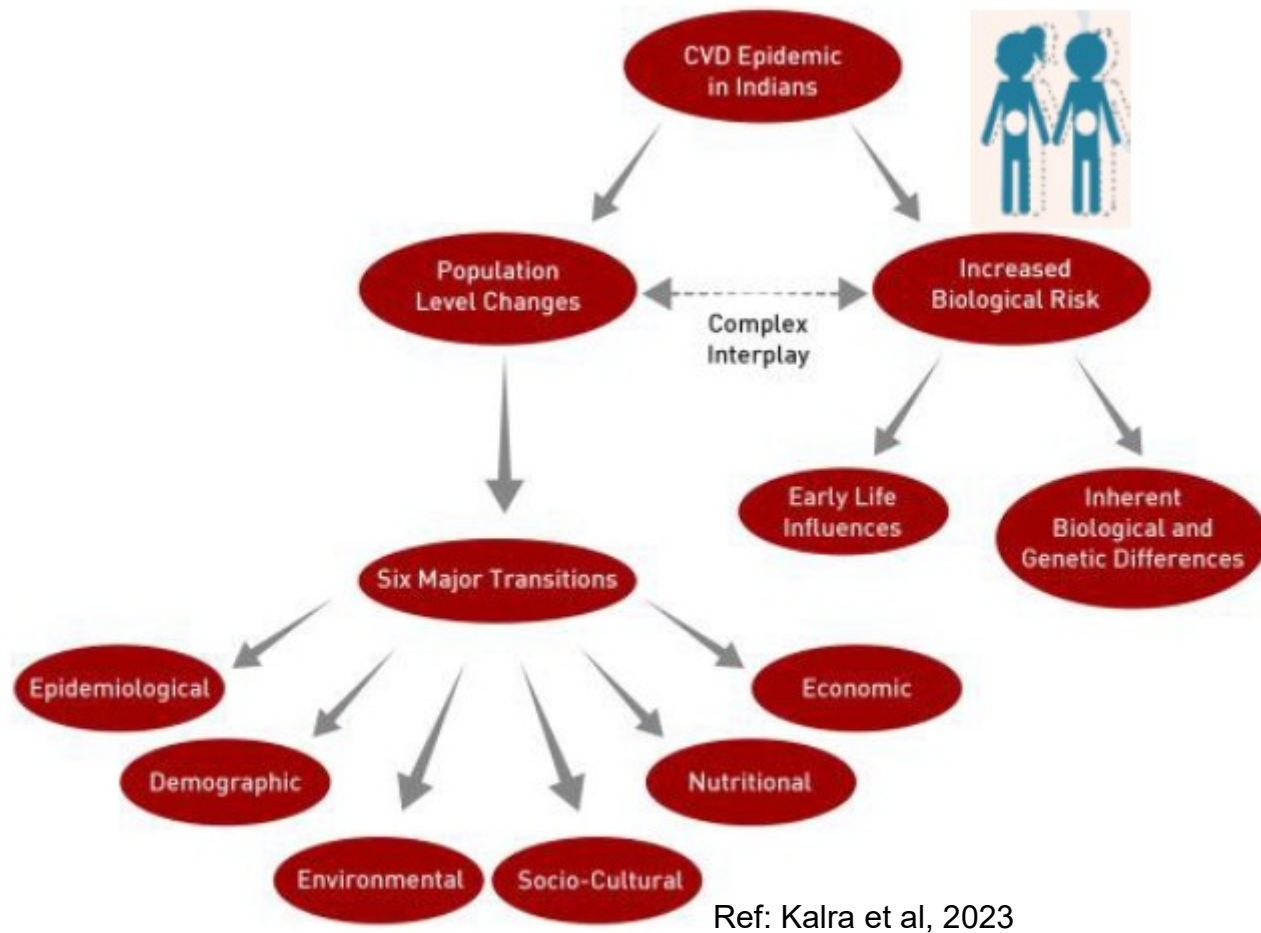 CVD Epidemic
in Indians
Population
Level Changes
Increased
Biological Risk
Complex
Interplay
Early Life
Influences
Inherent
Biological and
Genetic Differences
Six Major Transitions
Epidemiological
Economic
Demographic
Nutritional
Environmental
Socio-Cultural
Ref: Kalra et al, 2023